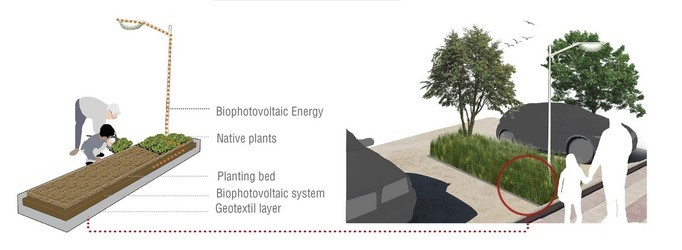 Biophotovoltaic Energy
Native plants
Planting bed
Biophotovoltaic system
Geotextil layer